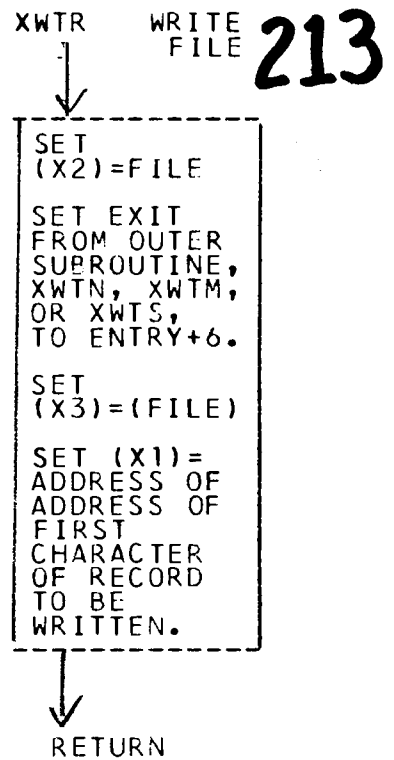 XWTR WRITE
FILE 213
SET
(X2)=FILE
SET EXIT
FROM OUTER
SUBROUTINE,
XWTN, XWTM,
OR XWTS,
TO ENTRY+6.
SET
(X3)=(FILE)
SET (X1)=
ADDRESS OF
ADDRESS OF
FIRST
CHARACTER
OF RECORD
TO BE
WRITTEN.
RETURN